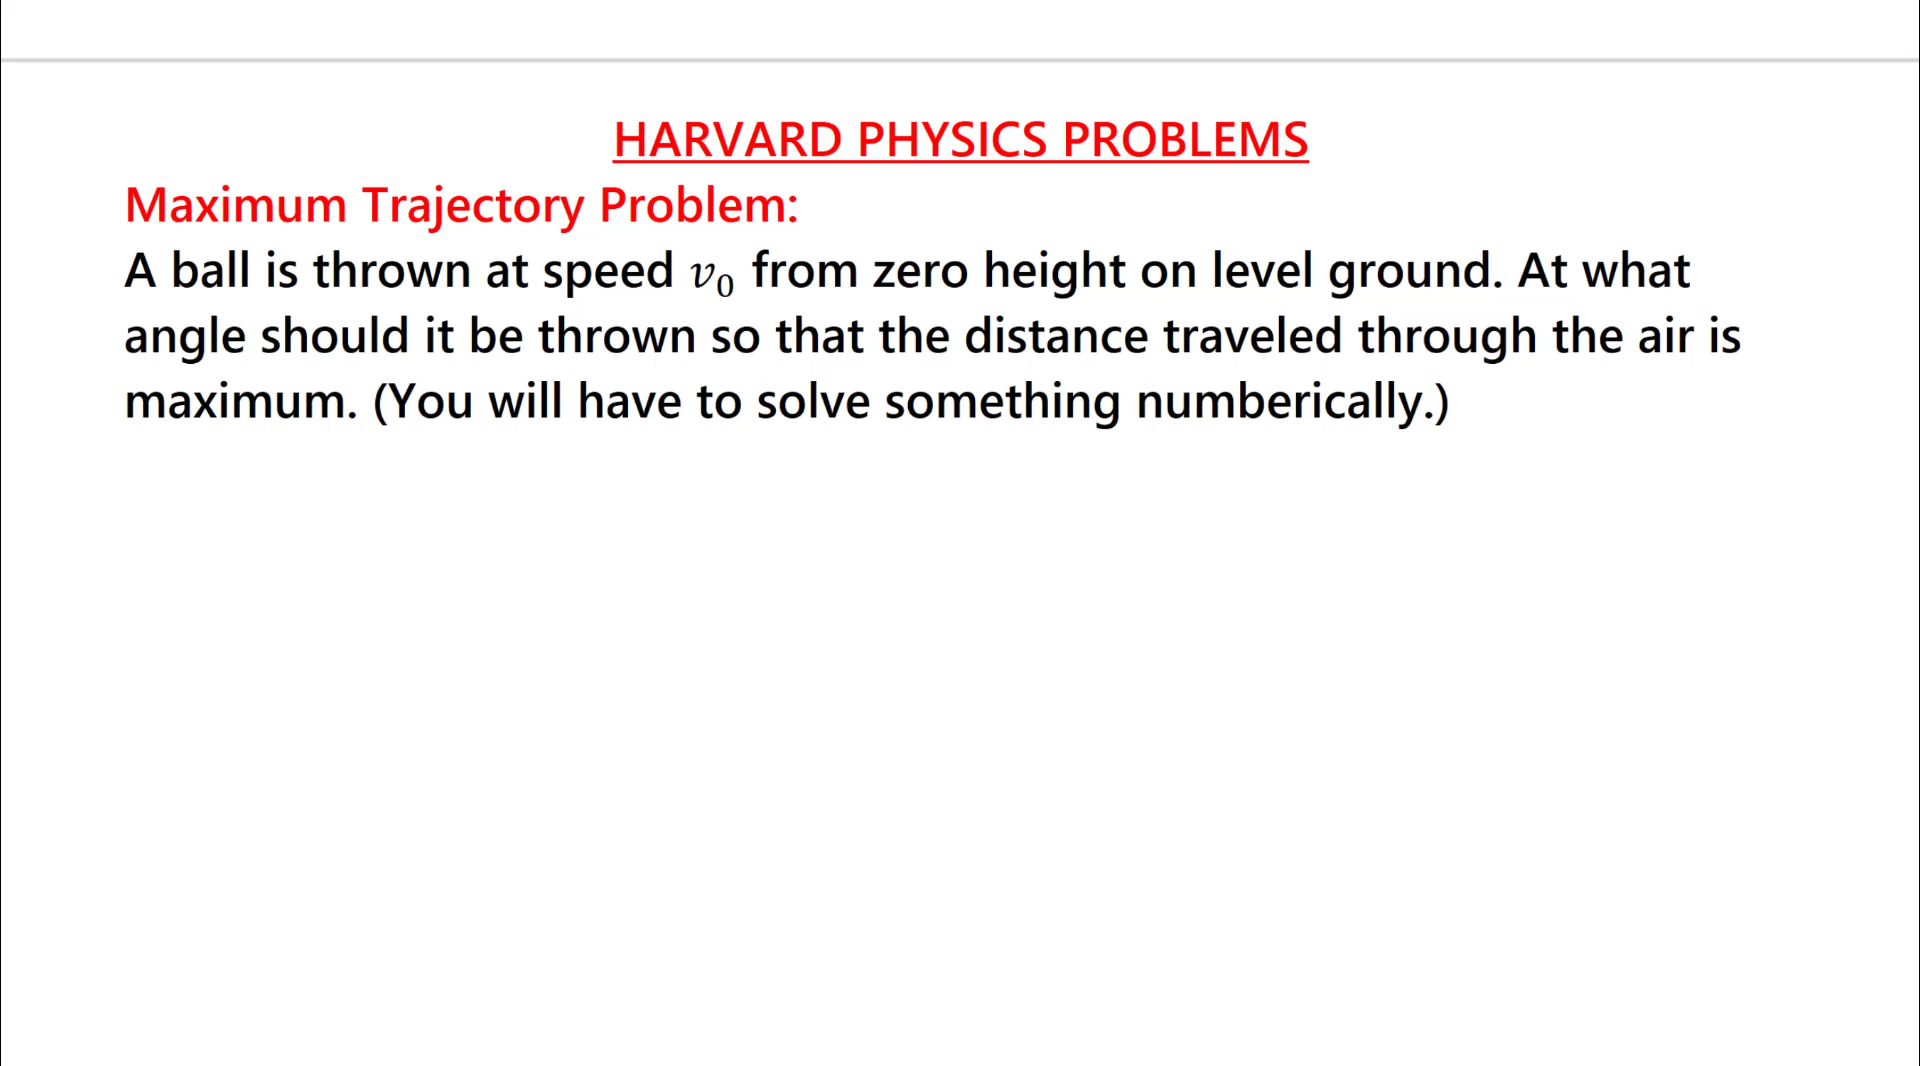 HARVARD PHYSICS PROBLEMS
Maximum Trajectory Problem:
A ball is thrown at speed v₀ from zero height on level ground. At what
angle should it be thrown so that the distance traveled through the air is
maximum. (You will have to solve something numberically.)